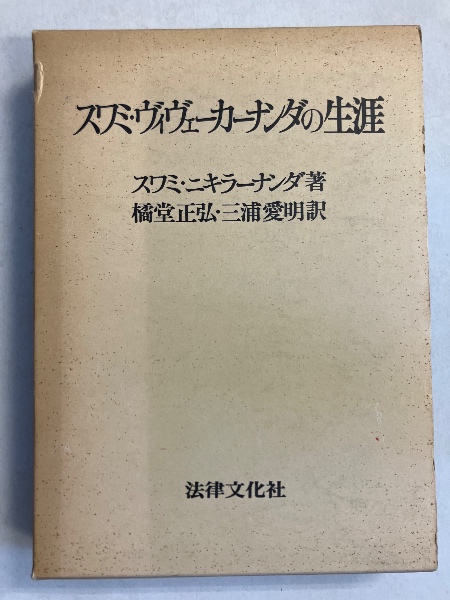 スワミ・ヴィヴェーカーナンダの生涯
スワミ・ニキラーナンダ著
橘堂正弘・三浦愛明訳
法律文化社